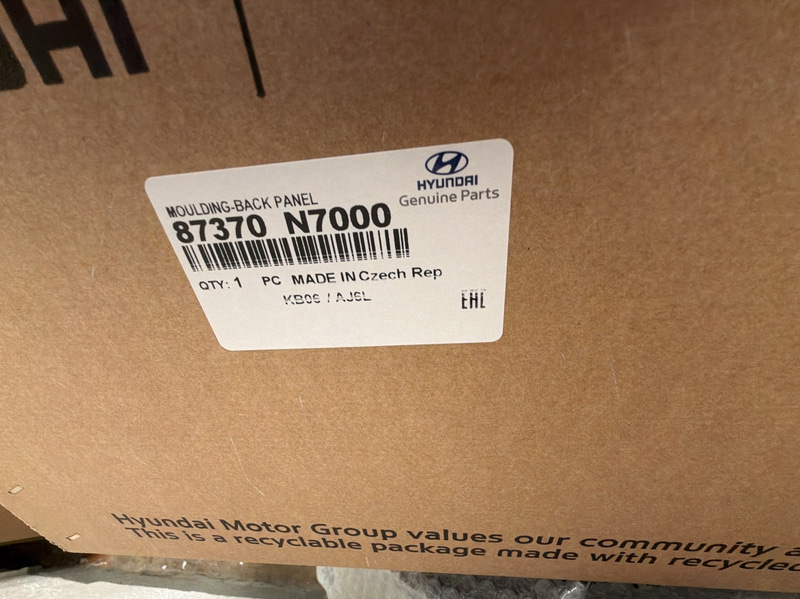 HYUNDAI
Genuine Parts
MOULDING-BACK PANEL
87370 N7000
QTY: 1 PC MADE IN Czech Rep
KB06 / AJ6L
EAC
Hyundai Motor Group values our community a
This is a recyclable package made with recycled